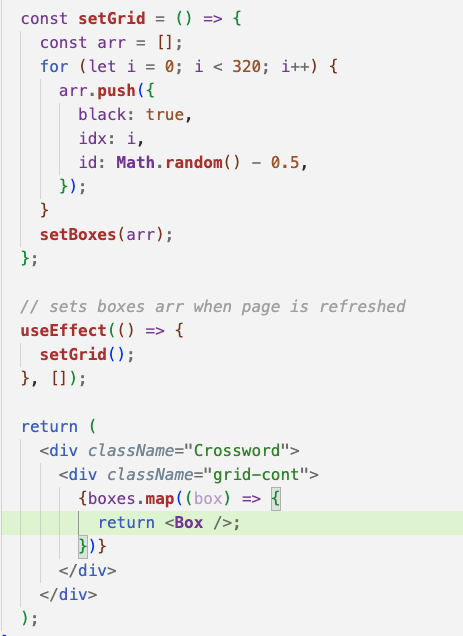 const setGrid = () => {
const arr = [];
for (let i = 0; i < 320; i++) {
arr.push({
black: true,
idx: i,
id: Math.random() - 0.5,
});
}
setBoxes(arr);
};
// sets boxes arr when page is refreshed
useEffect(() => {
setGrid();
}, []);
return (
<div className="Crossword">
<div className="grid-cont">
{boxes.map((box) => {
return <Box />;
})}
</div>
</div>
);